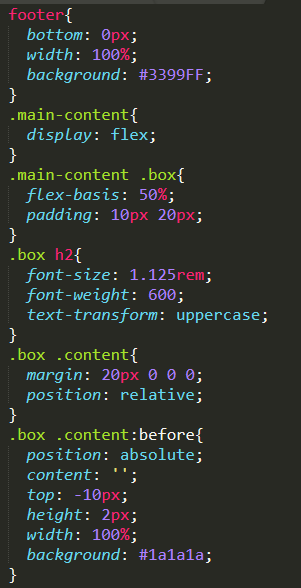 footer{
bottom: 0px;
width: 100%;
background: #3399FF;
}
.main-content{
display: flex;
}
.main-content .box{
flex-basis: 50%;
padding: 10px 20px;
}
.box h2{
font-size: 1.125rem;
font-weight: 600;
text-transform: uppercase;
}
.box .content{
margin: 20px 0 0 0;
position: relative;
}
.box .content:before{
position: absolute;
content: '';
top: -10px;
height: 2px;
width: 100%;
background: #1a1a1a;
}